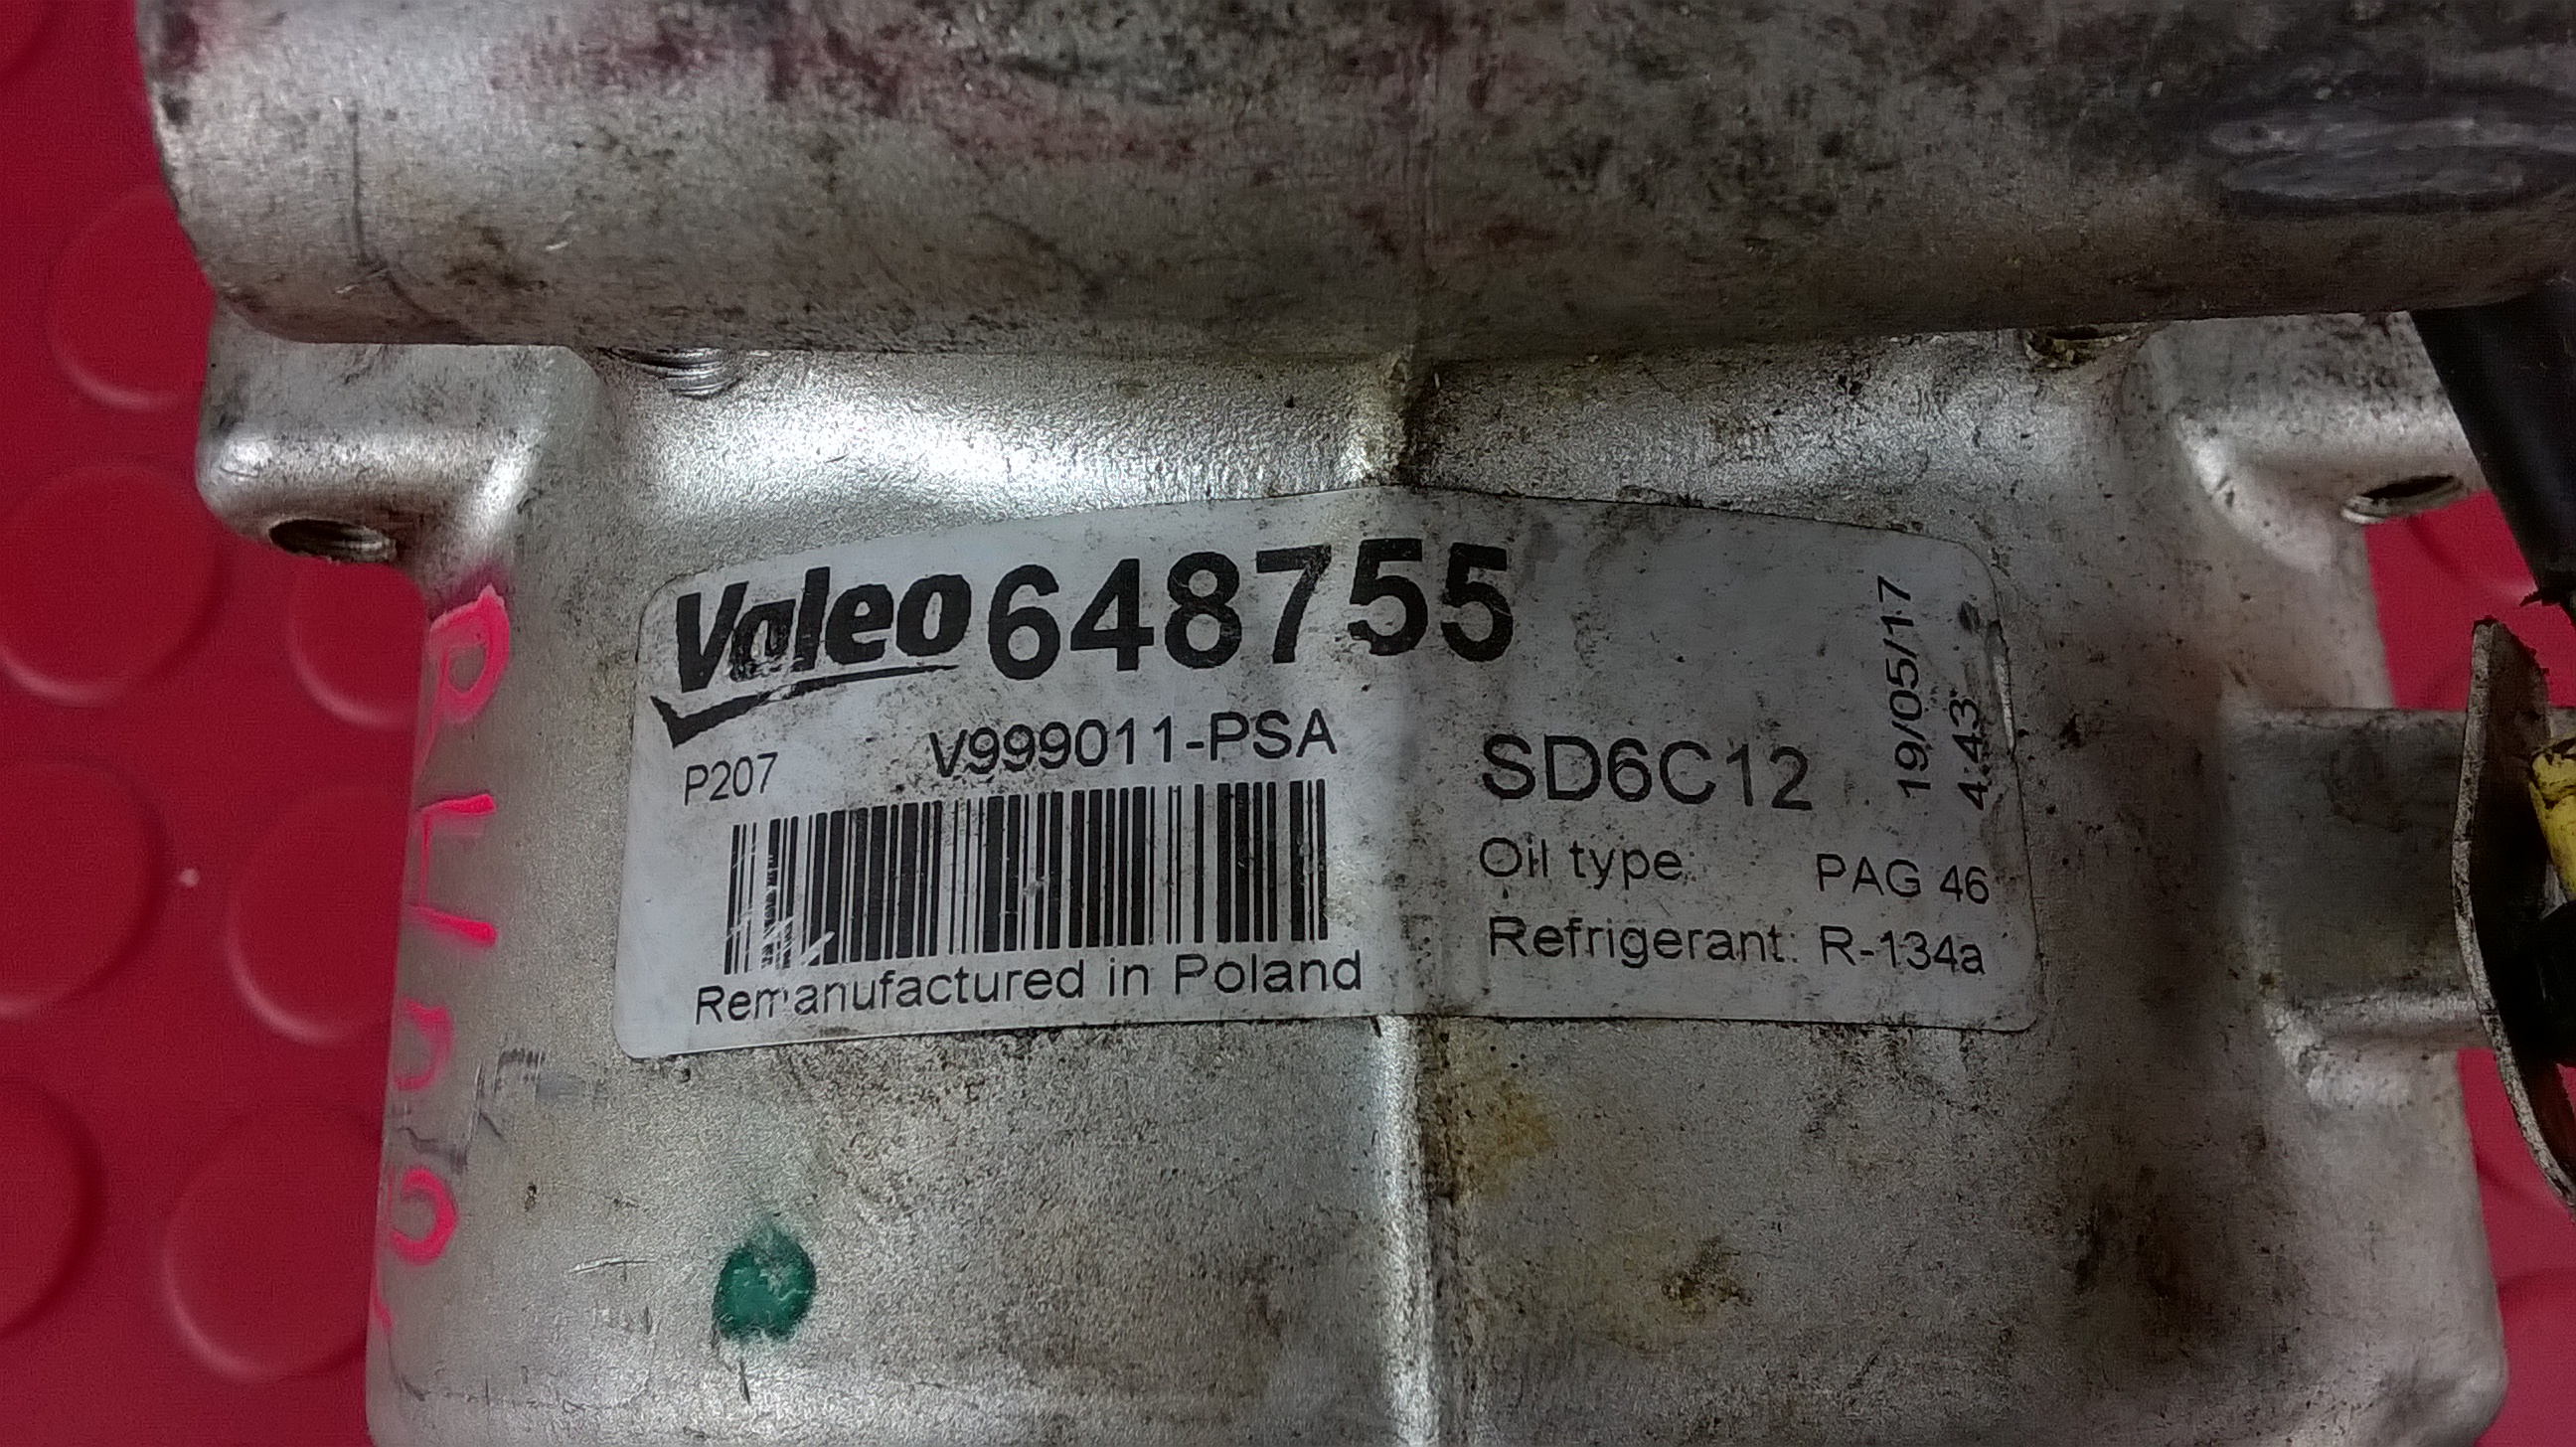 Valeo 648755
P207 V999011-PSA
Remanufactured in Poland
SD6C12
Oil type: PAG 46
Refrigerant: R-134a
19/05/17
4:43